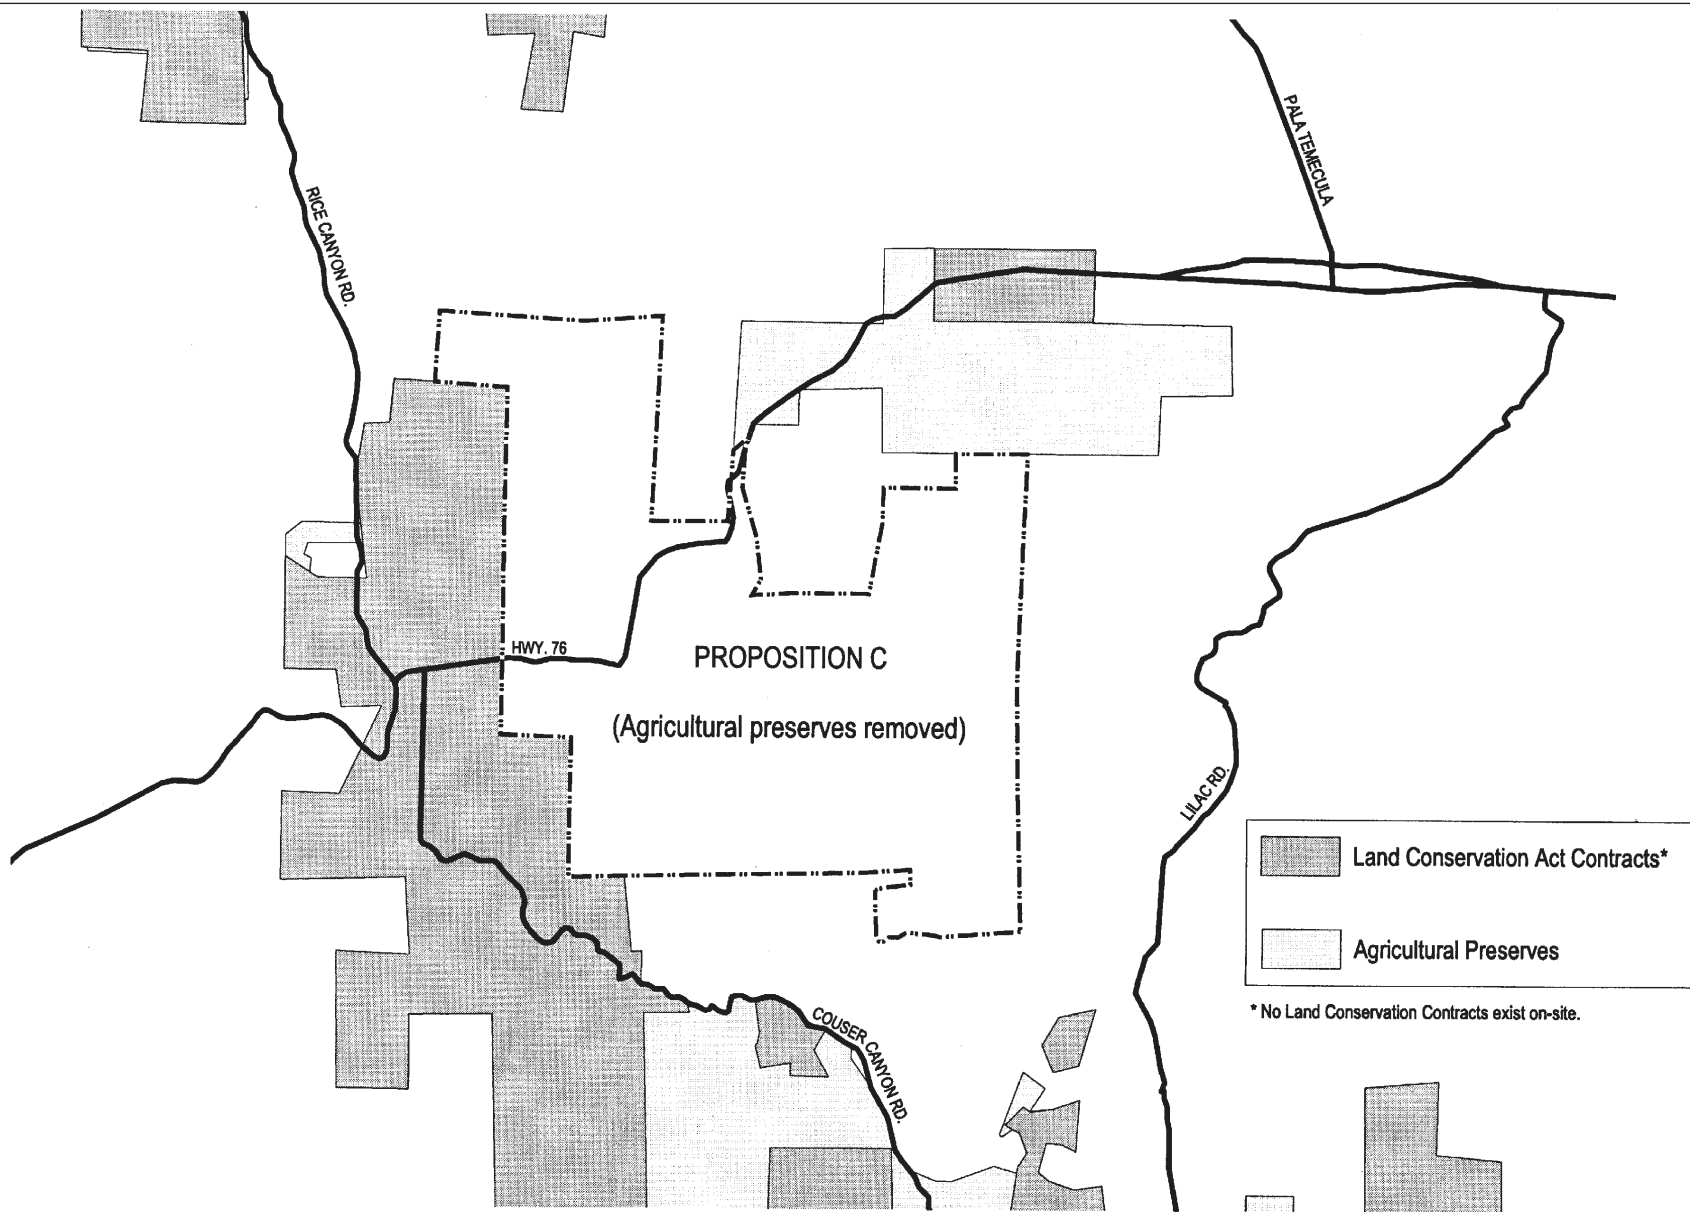 PALA TEMECULA
RICE CANYON RD.
HWY. 76
PROPOSITION C
(Agricultural preserves removed)
LILAC RD.
Land Conservation Act Contracts*
Agricultural Preserves
* No Land Conservation Contracts exist on-site.
COUSER CANYON RD.